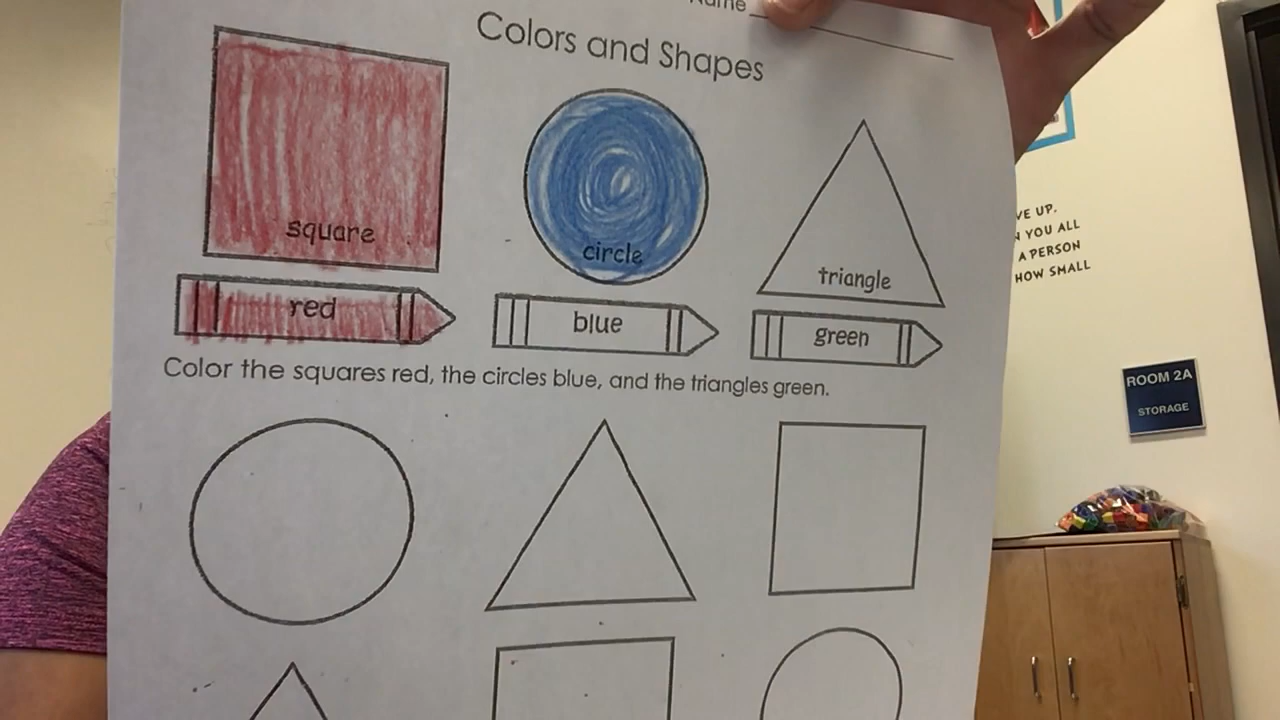 Name
Colors and Shapes
square
circle
triangle
red
blue
green
Color the squares red, the circles blue, and the triangles green.
VE UP.
YOU ALL
A PERSON
HOW SMALL
ROOM 2A
STORAGE